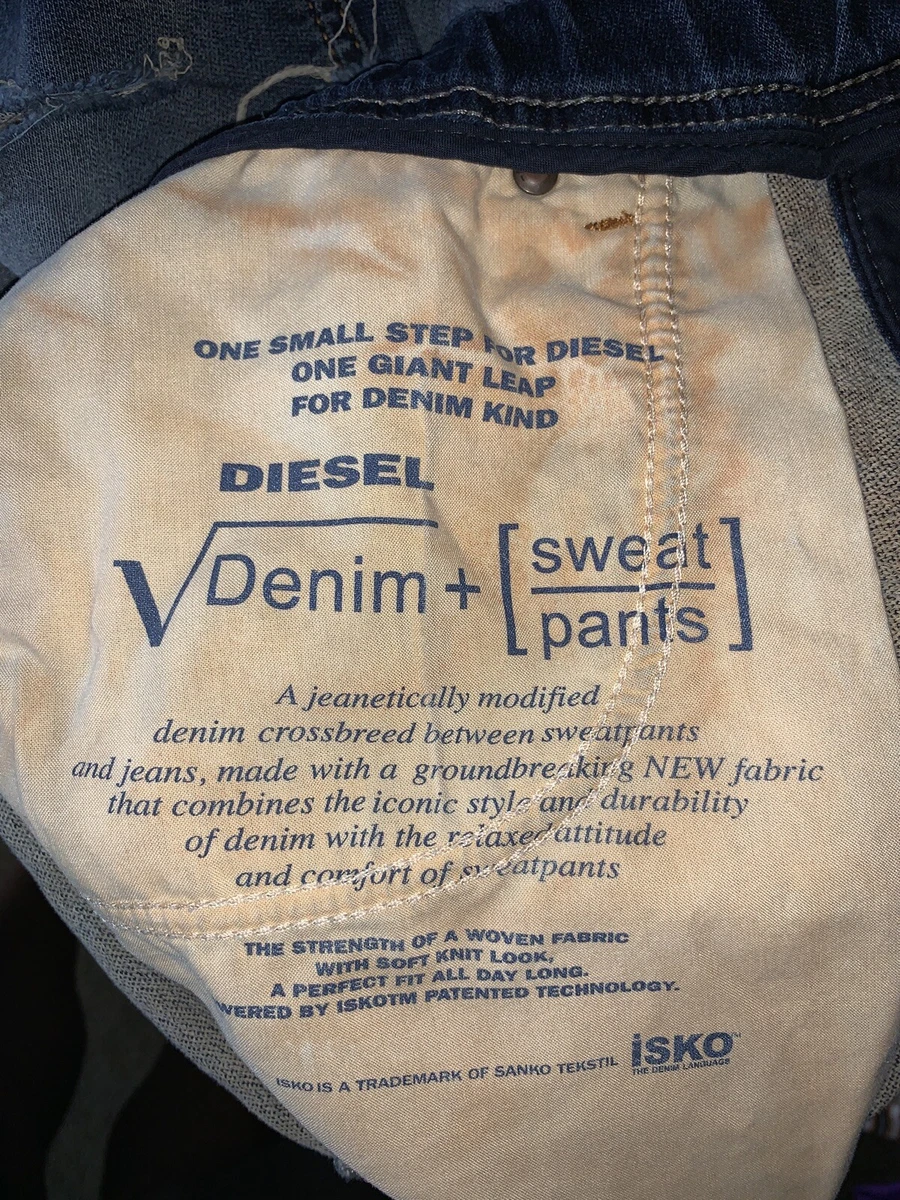 ONE SMALL STEP FOR DIESEL
ONE GIANT LEAP
FOR DENIM KIND
DIESEL
√Denim + [sweat
pants]
A jeanetically modified
denim crossbreed between sweatpants
and jeans, made with a groundbreaking NEW fabric
that combines the iconic style and durability
of denim with the relaxed attitude
and comfort of sweatpants
THE STRENGTH OF A WOVEN FABRIC
WITH SOFT KNIT LOOK,
A PERFECT FIT ALL DAY LONG.
WERED BY ISKOTM PATENTED TECHNOLOGY.
ISKO IS A TRADEMARK OF SANKO TEKSTIL
iSKO™
THE DENIM LANGUAGE